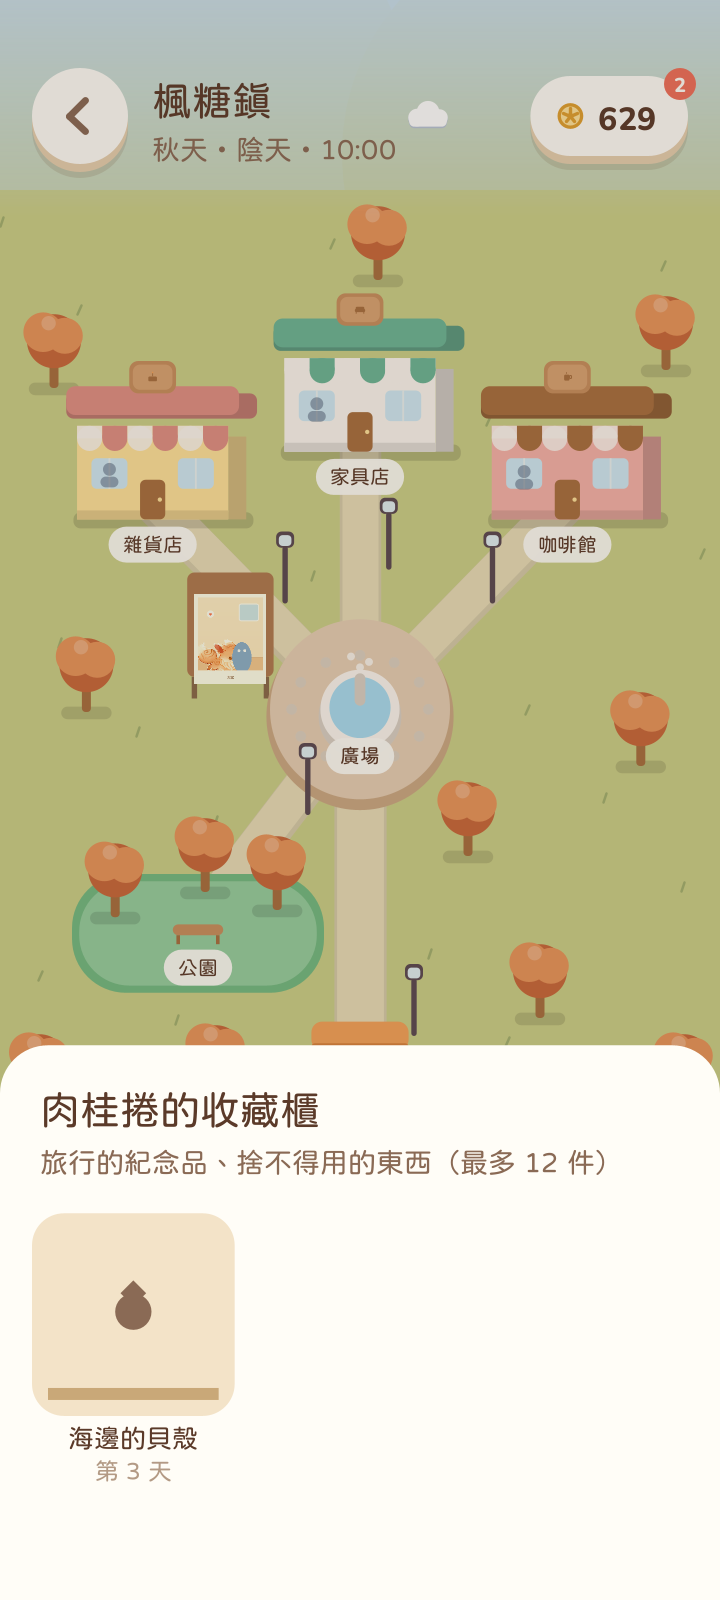 楓糖鎮
秋天・陰天・10:00
629
2
家具店
雜貨店
咖啡館
廣場
公園
肉桂捲的收藏櫃
旅行的紀念品、捨不得用的東西（最多 12 件）
海邊的貝殼
第 3 天